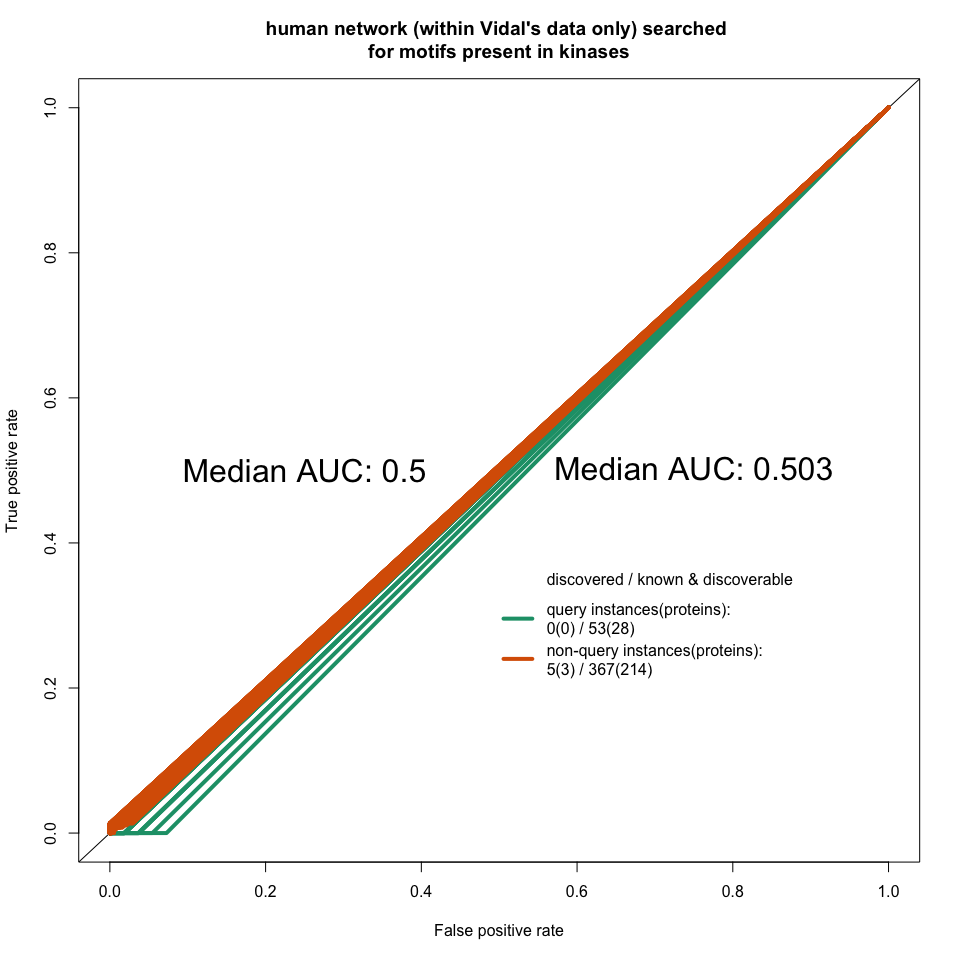 human network (within Vidal's data only) searched
for motifs present in kinases
True positive rate
1.0
0.8
0.6
0.4
0.2
0.0
Median AUC: 0.5
Median AUC: 0.503
discovered / known & discoverable
query instances(proteins):
0(0) / 53(28)
non-query instances(proteins):
5(3) / 367(214)
0.0 0.2 0.4 0.6 0.8 1.0
False positive rate